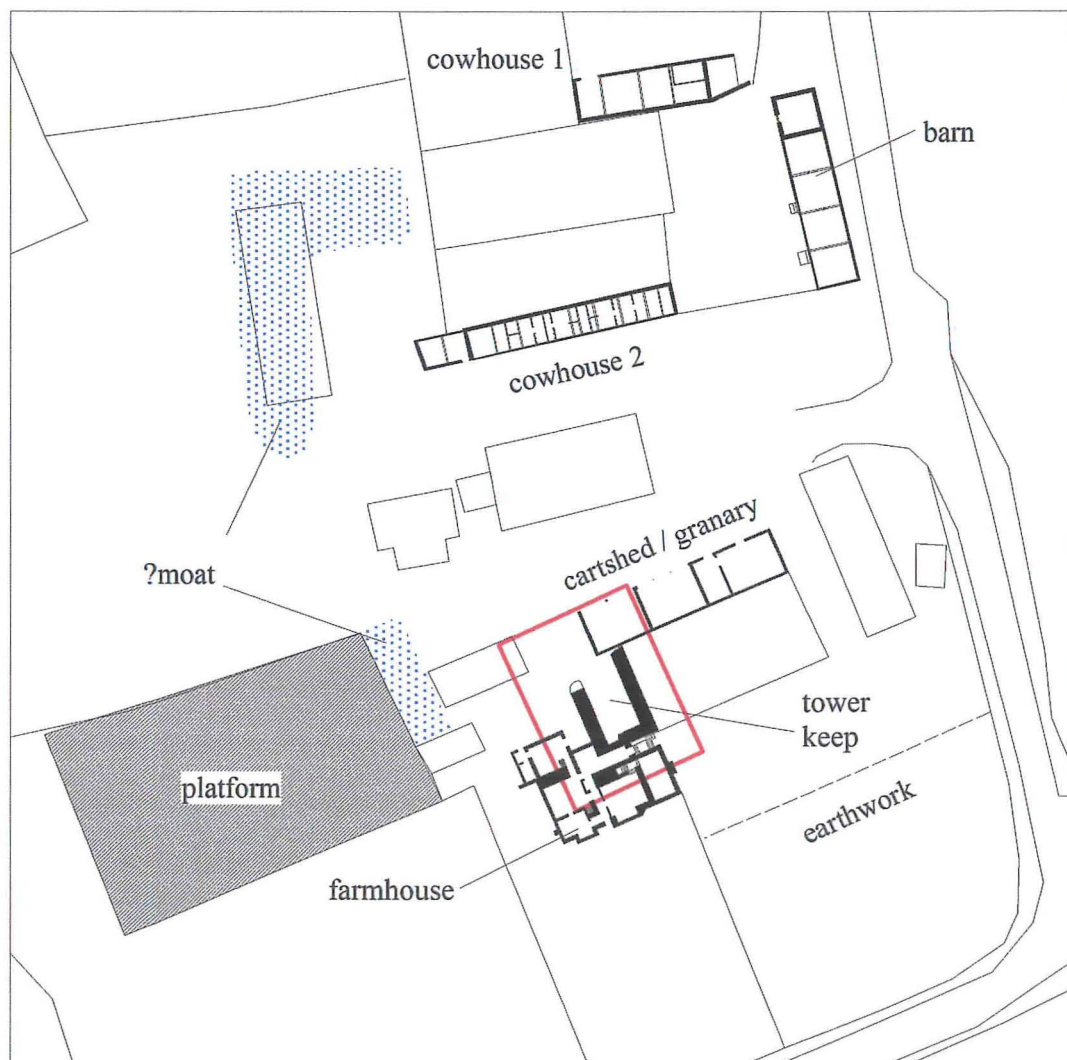 cowhouse 1
barn
cowhouse 2
cartshed / granary
?moat
tower
keep
platform
earthwork
farmhouse